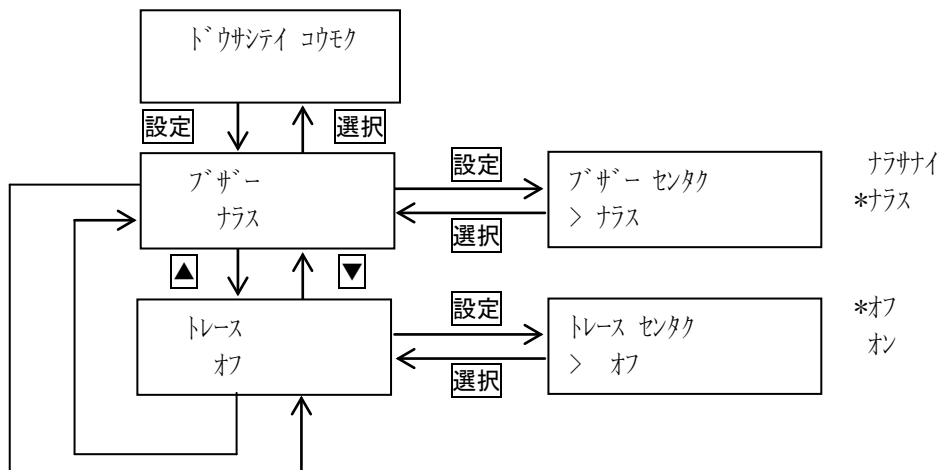 ﾄﾞｳｻｼﾃｲ ｺｳﾓｸ
設定
選択
ﾌﾞｻﾞｰ
ﾅﾗｽ
設定
選択
ﾌﾞｻﾞｰ ｾﾝﾀｸ
> ﾅﾗｽ
ﾅﾗｻﾅｲ
*ﾅﾗｽ
▲
▼
ﾄﾚｰｽ
ｵﾌ
設定
選択
ﾄﾚｰｽ ｾﾝﾀｸ
> ｵﾌ
*ｵﾌ
ｵﾝ